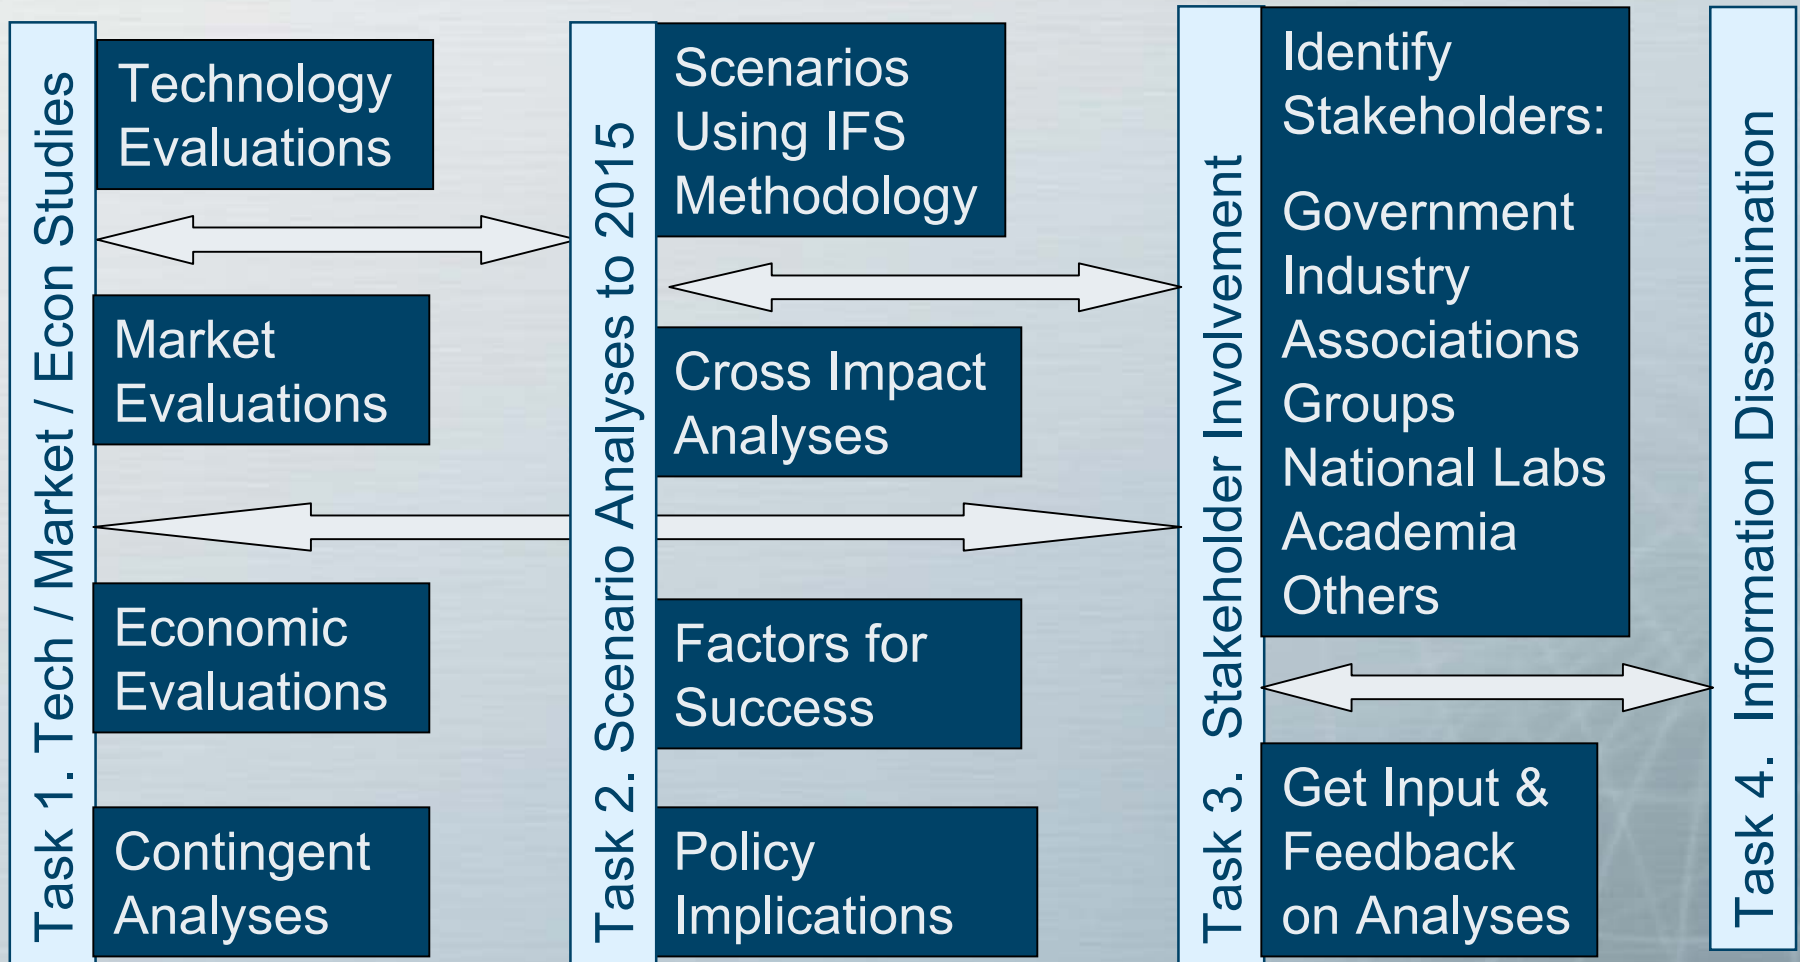 Task 1. Tech / Market / Econ Studies
Technology
Evaluations
Market
Evaluations
Economic
Evaluations
Contingent
Analyses
Task 2. Scenario Analyses to 2015
Scenarios
Using IFS
Methodology
Cross Impact
Analyses
Factors for
Success
Policy
Implications
Task 3. Stakeholder Involvement
Identify
Stakeholders:
Government
Industry
Associations
Groups
National Labs
Academia
Others
Get Input &
Feedback
on Analyses
Task 4. Information Dissemination